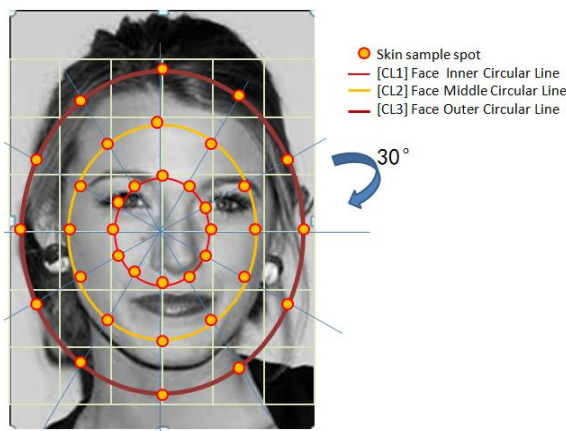 Skin sample spot
[CL1] Face Inner Circular Line
[CL2] Face Middle Circular Line
[CL3] Face Outer Circular Line
30°